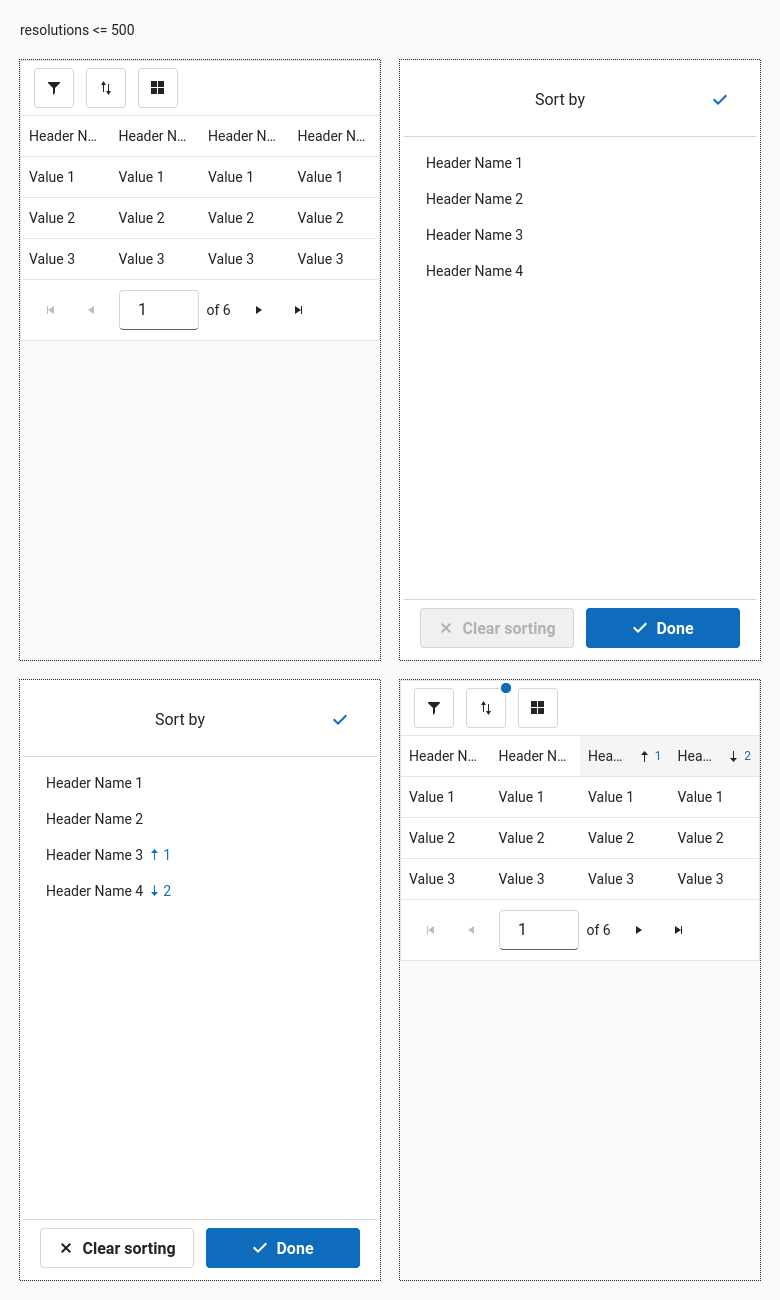 resolutions <= 500
Header N... Header N... Header N... Header N...
Value 1 Value 1 Value 1 Value 1
Value 2 Value 2 Value 2 Value 2
Value 3 Value 3 Value 3 Value 3
1 of 6
Sort by
Header Name 1
Header Name 2
Header Name 3
Header Name 4
Clear sorting Done
Sort by
Header Name 1
Header Name 2
Header Name 3 ↑ 1
Header Name 4 ↓ 2
Clear sorting Done
Header N... Header N... Hea... ↑ 1 Hea... ↓ 2
Value 1 Value 1 Value 1 Value 1
Value 2 Value 2 Value 2 Value 2
Value 3 Value 3 Value 3 Value 3
1 of 6